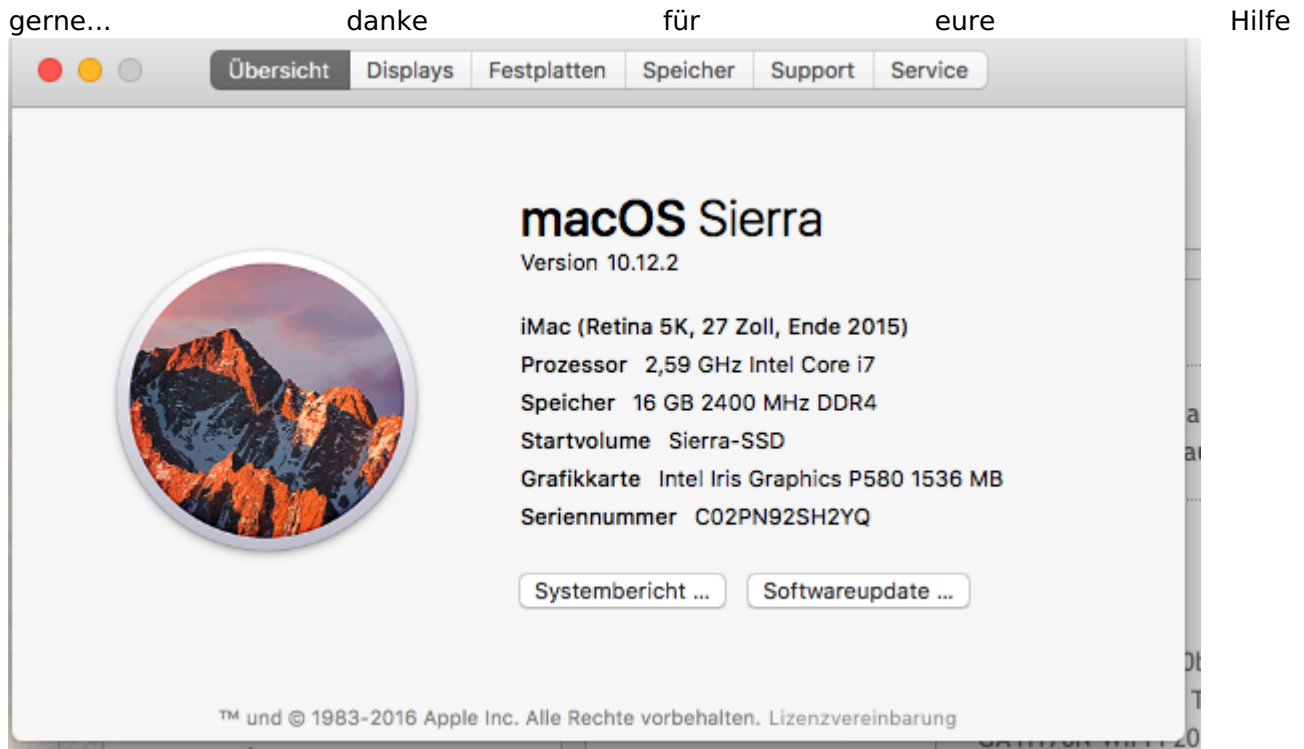 gerne... danke für eure Hilfe
Übersicht Displays Festplatten Speicher Support Service
macOS Sierra
Version 10.12.2
iMac (Retina 5K, 27 Zoll, Ende 2015)
Prozessor 2,59 GHz Intel Core i7
Speicher 16 GB 2400 MHz DDR4
Startvolume Sierra-SSD
Grafikkarte Intel Iris Graphics P580 1536 MB
Seriennummer C02PN92SH2YQ
Systembericht ... Softwareupdate ...
™ und © 1983-2016 Apple Inc. Alle Rechte vorbehalten. Lizenzvereinbarung